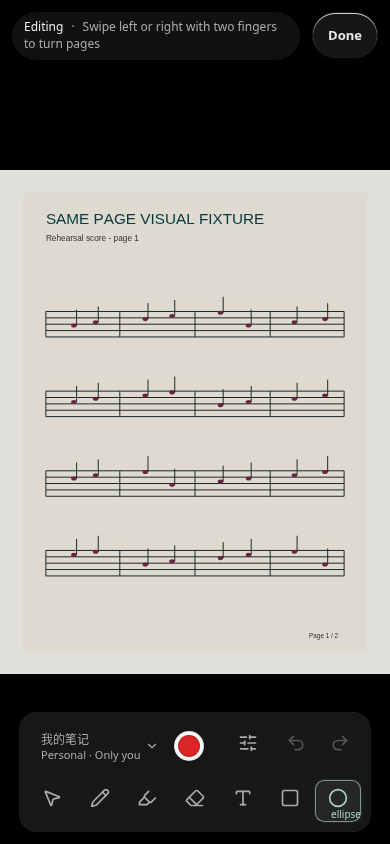 Editing · Swipe left or right with two fingers
to turn pages
Done
SAME PAGE VISUAL FIXTURE
Rehearsal score - page 1
Page 1 / 2
我的笔记
Personal · Only you
T
ellipse